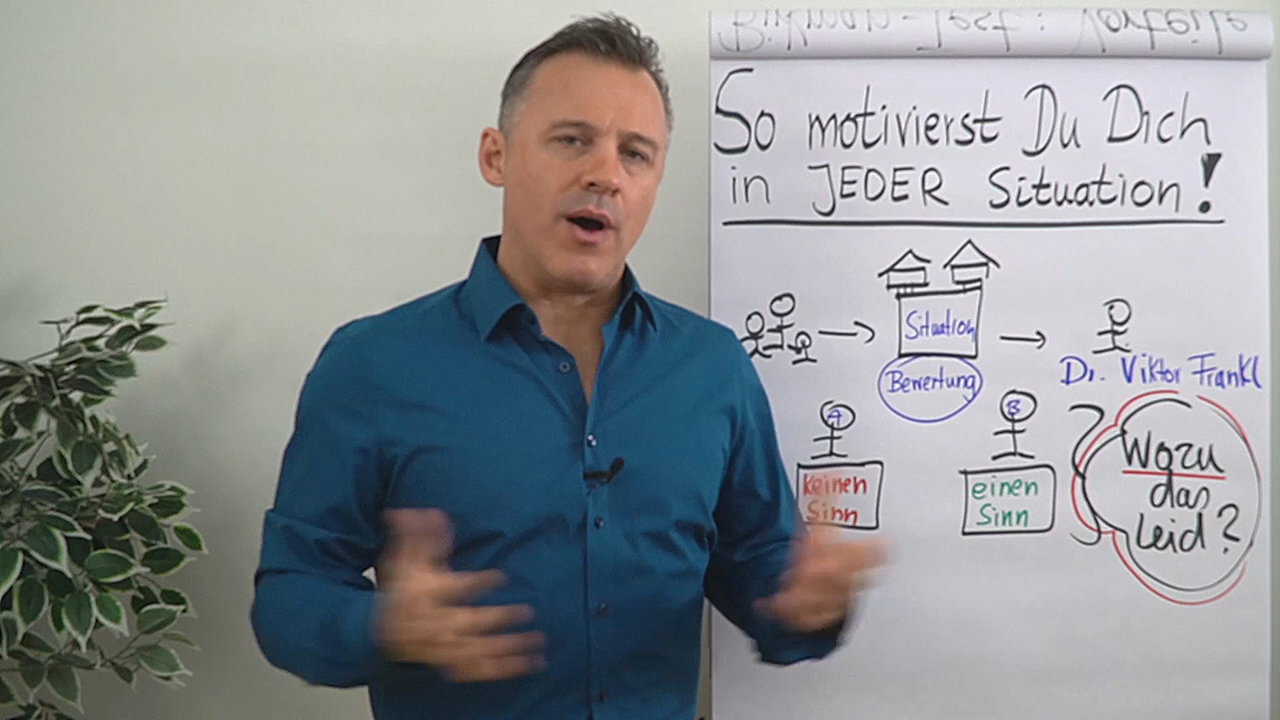 So motivierst Du Dich
in JEDER Situation!
Situation
Bewertung
Dr. Viktor Frankl
A
B
keinen
Sinn
einen
Sinn
Wozu
das
Leid?